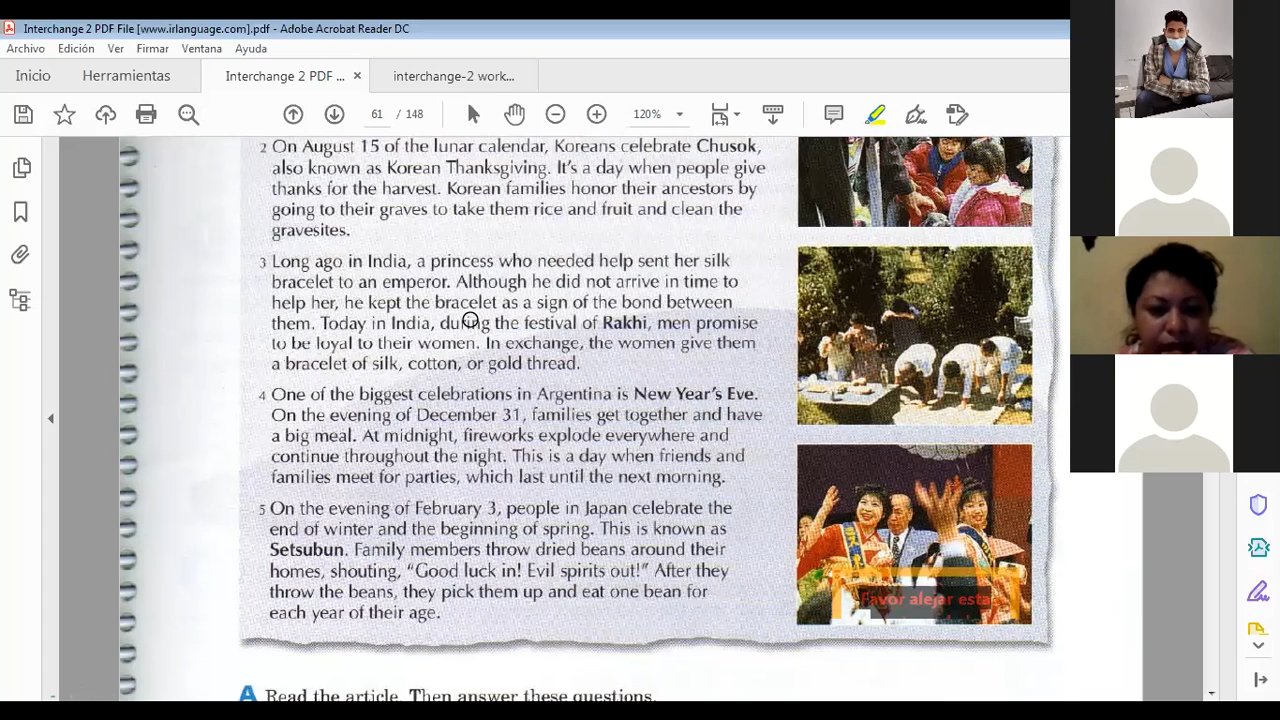 Interchange 2 PDF File [www.irlanguage.com].pdf - Adobe Acrobat Reader DC
Archivo Edición Ver Firmar Ventana Ayuda
Inicio Herramientas Interchange 2 PDF ... × interchange-2 work...
61 / 148 120%
2 On August 15 of the lunar calendar, Koreans celebrate Chusok,
also known as Korean Thanksgiving. It's a day when people give
thanks for the harvest. Korean families honor their ancestors by
going to their graves to take them rice and fruit and clean the
gravesites.
3 Long ago in India, a princess who needed help sent her silk
bracelet to an emperor. Although he did not arrive in time to
help her, he kept the bracelet as a sign of the bond between
them. Today in India, during the festival of Rakhi, men promise
to be loyal to their women. In exchange, the women give them
a bracelet of silk, cotton, or gold thread.
4 One of the biggest celebrations in Argentina is New Year's Eve.
On the evening of December 31, families get together and have
a big meal. At midnight, fireworks explode everywhere and
continue throughout the night. This is a day when friends and
families meet for parties, which last until the next morning.
5 On the evening of February 3, people in Japan celebrate the
end of winter and the beginning of spring. This is known as
Setsubun. Family members throw dried beans around their
homes, shouting, "Good luck in! Evil spirits out!" After they
throw the beans, they pick them up and eat one bean for
each year of their age.
Favor alejar esta
A Read the article. Then answer these questions.